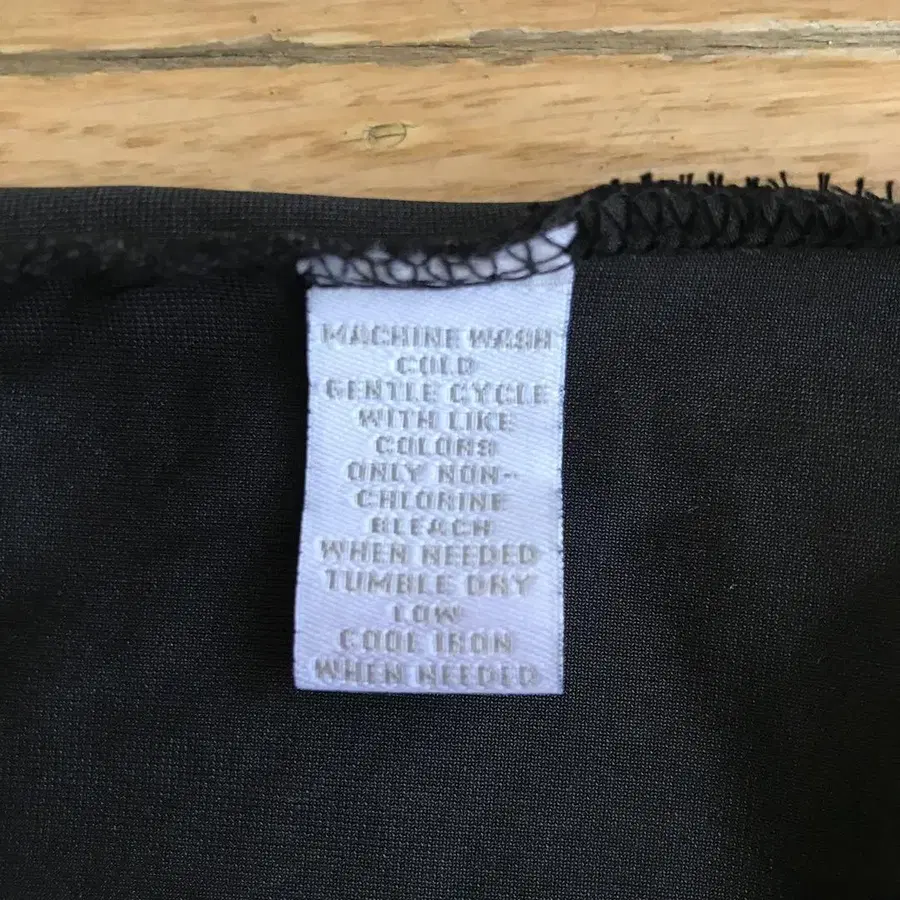 MACHINE WASH
COLD
GENTLE CYCLE
WITH LIKE
COLORS
ONLY NON-
CHLORINE
BLEACH
WHEN NEEDED
TUMBLE DRY
LOW
COOL IRON
WHEN NEEDED